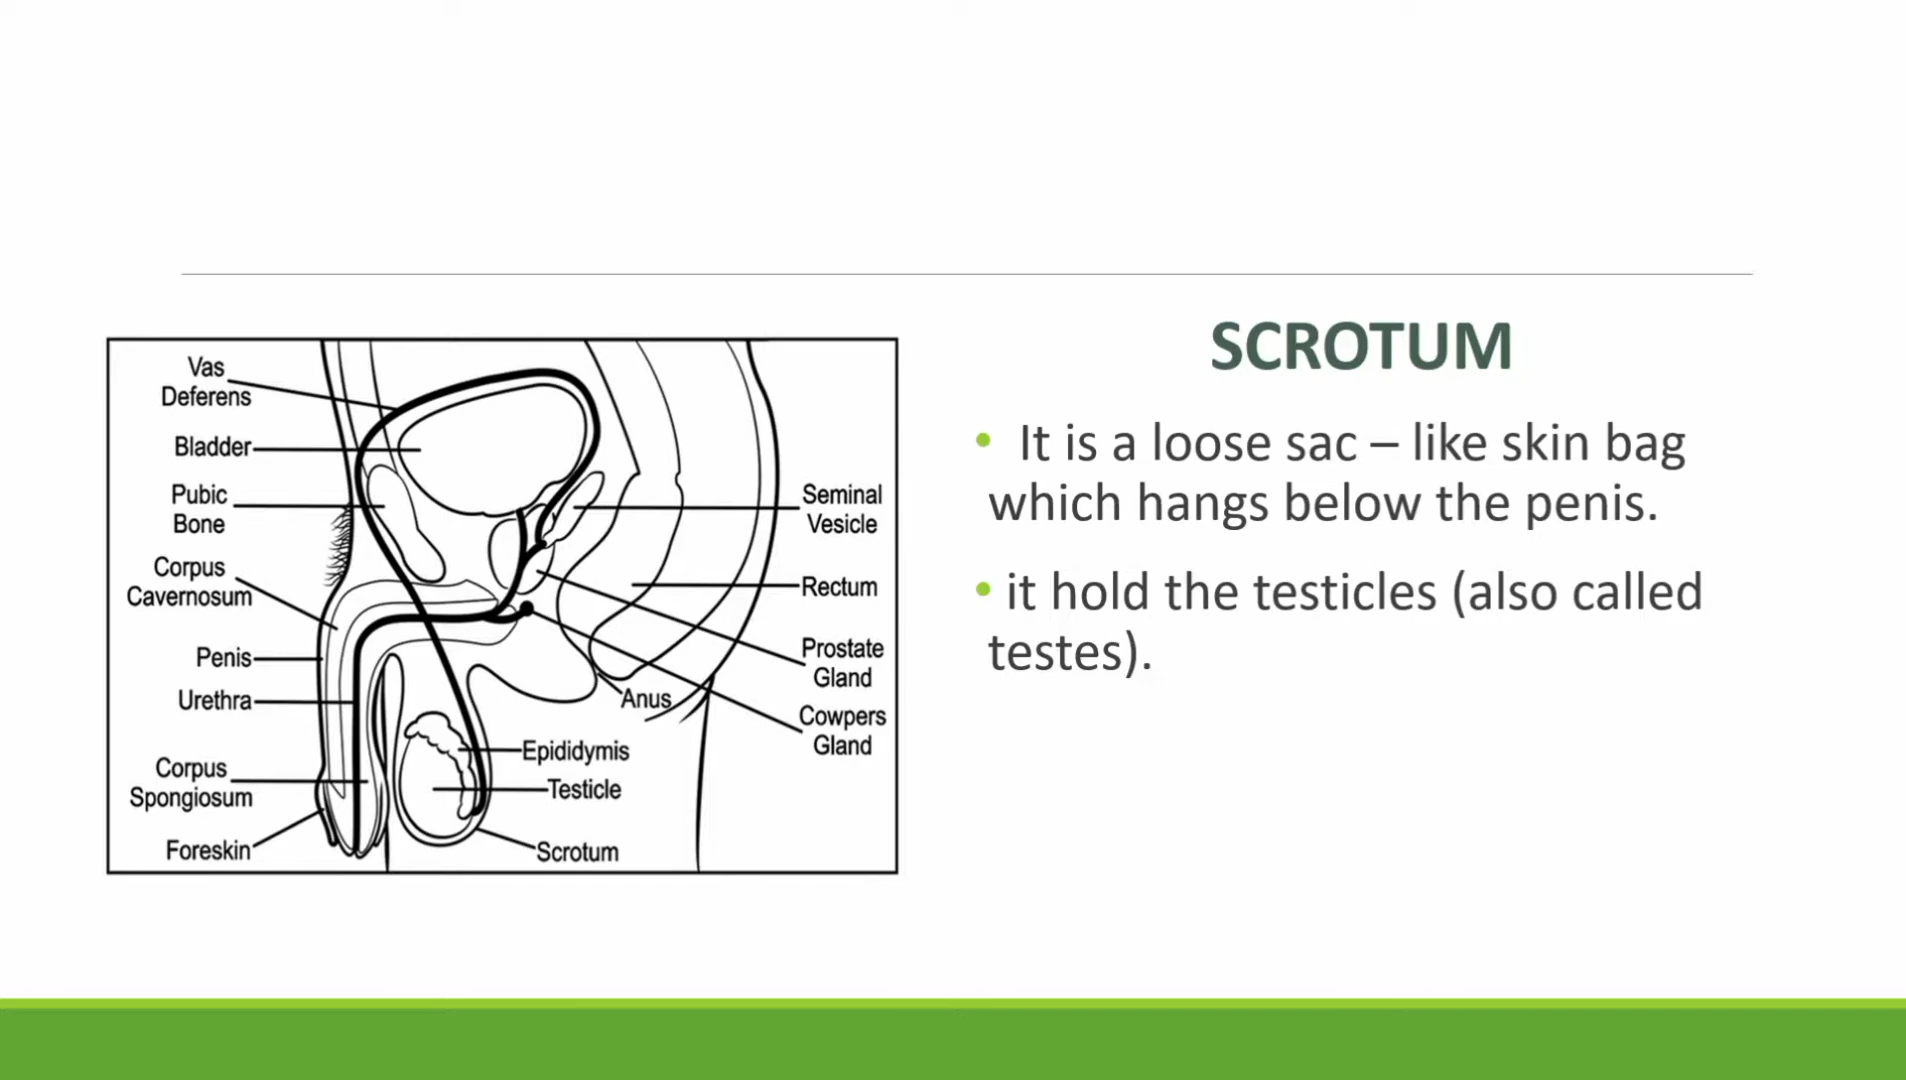 Vas
Deferens
Bladder
Pubic
Bone
Corpus
Cavernosum
Penis
Urethra
Corpus
Spongiosum
Foreskin
Seminal
Vesicle
Rectum
Prostate
Gland
Anus
Cowpers
Gland
Epididymis
Testicle
Scrotum
SCROTUM
• It is a loose sac – like skin bag
which hangs below the penis.
• it hold the testicles (also called
testes).